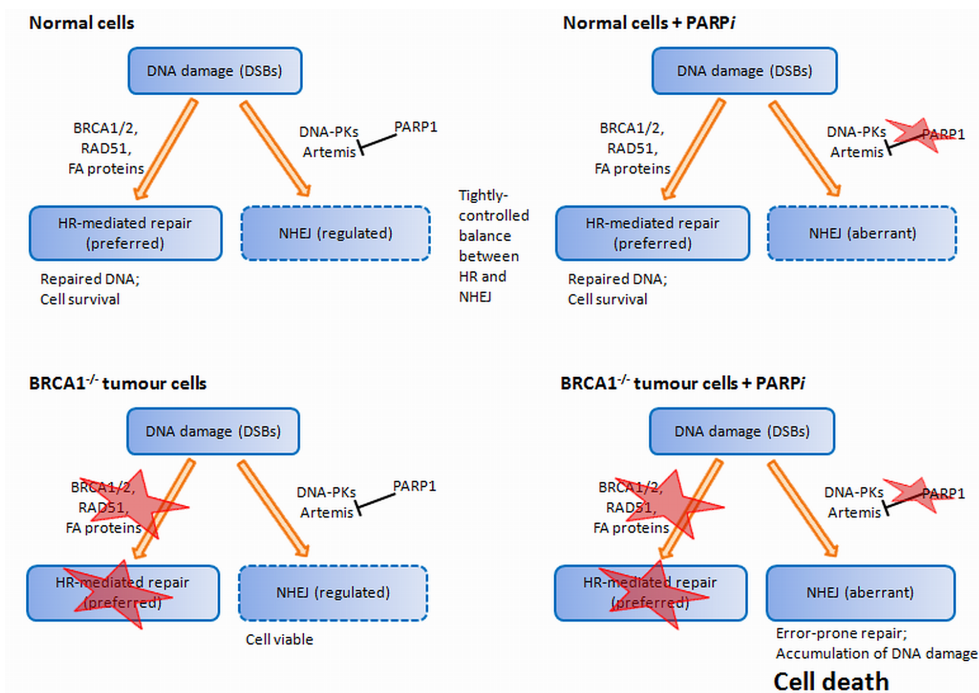 Normal cells
DNA damage (DSBs)
BRCA1/2,
RAD51,
FA proteins
DNA-PKs
Artemis
PARP1
HR-mediated repair
(preferred)
NHEJ (regulated)
Repaired DNA;
Cell survival
Tightly-
controlled
balance
between
HR and
NHEJ
Normal cells + PARPi
DNA damage (DSBs)
BRCA1/2,
RAD51,
FA proteins
DNA-PKs
Artemis
PARP1
HR-mediated repair
(preferred)
NHEJ (aberrant)
Repaired DNA;
Cell survival
BRCA1-/- tumour cells
DNA damage (DSBs)
BRCA1/2,
RAD51,
FA proteins
DNA-PKs
Artemis
PARP1
HR-mediated repair
(preferred)
NHEJ (regulated)
Cell viable
BRCA1-/- tumour cells + PARPi
DNA damage (DSBs)
BRCA1/2,
RAD51,
FA proteins
DNA-PKs
Artemis
PARP1
HR-mediated repair
(preferred)
NHEJ (aberrant)
Error-prone repair;
Accumulation of DNA damage
Cell death